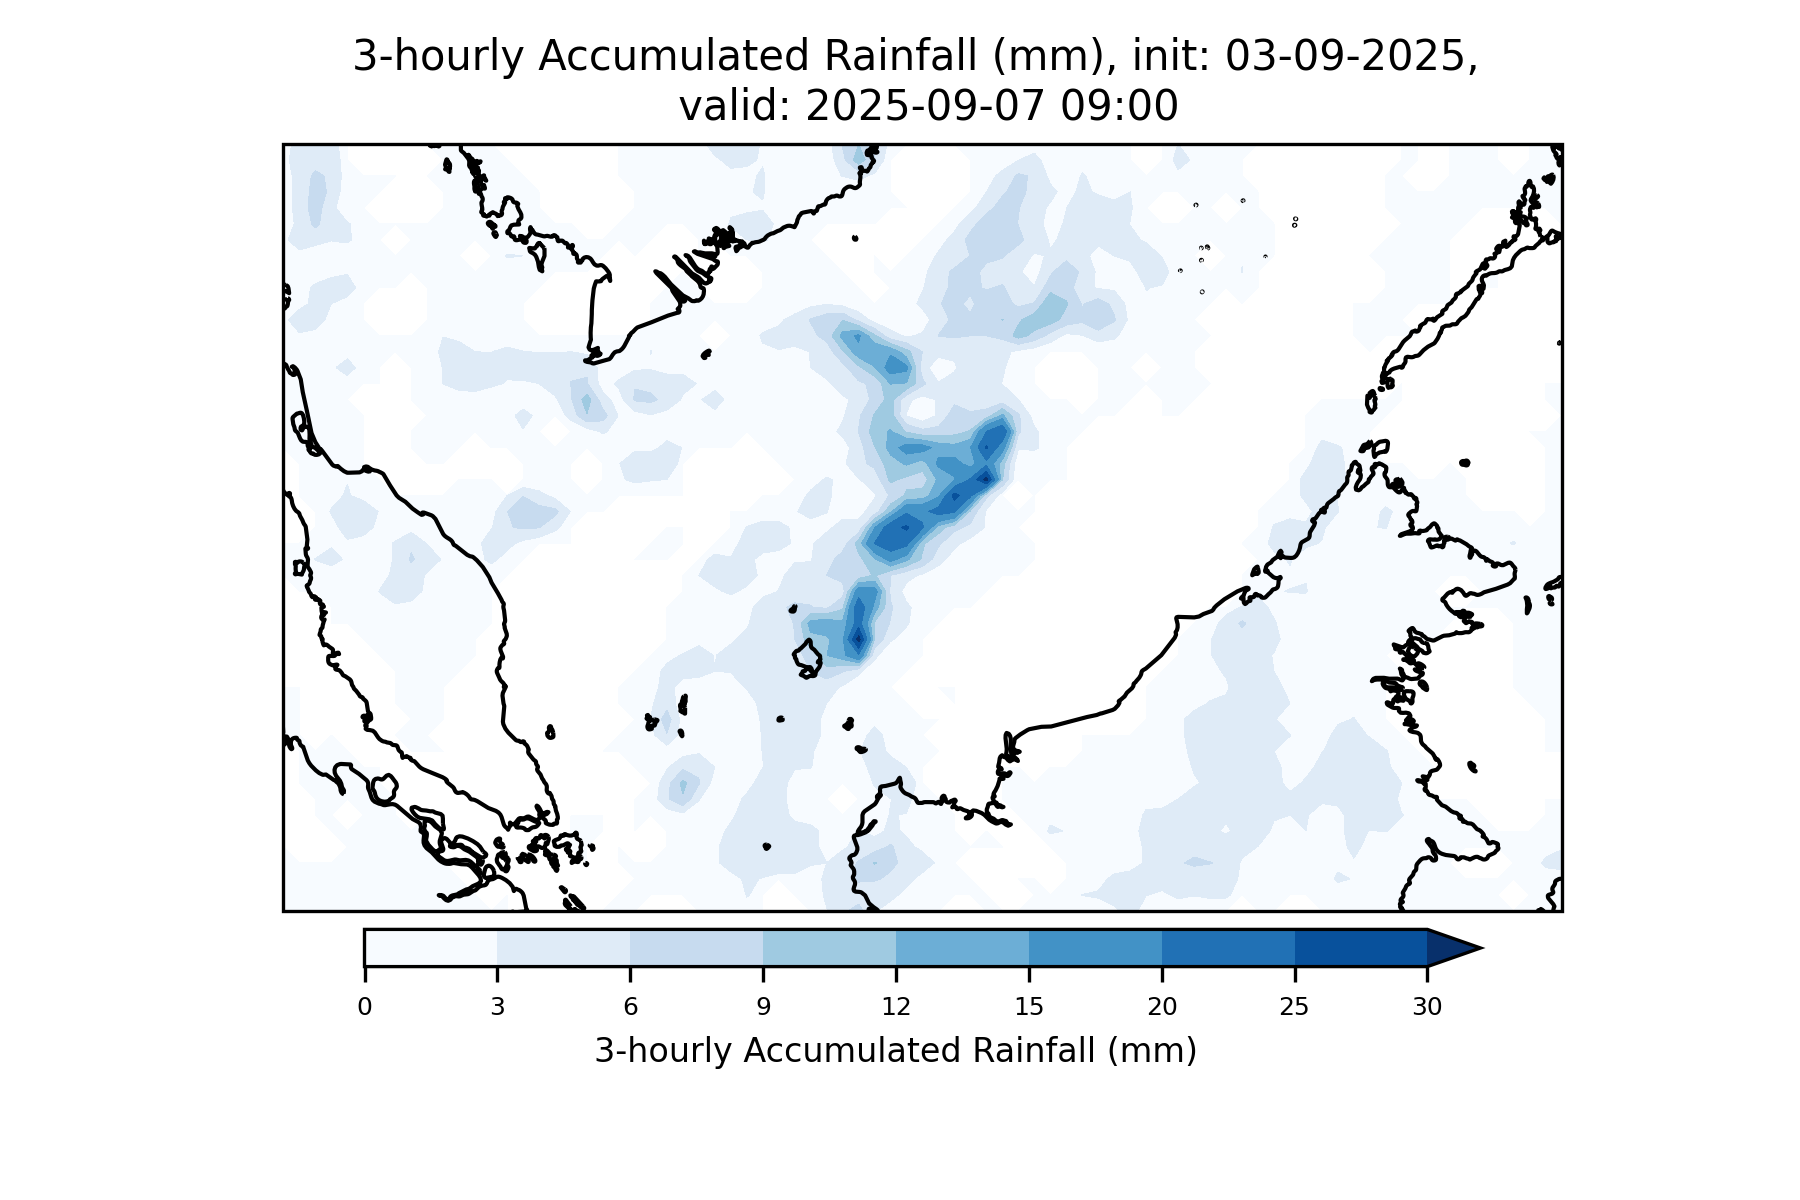 3-hourly Accumulated Rainfall (mm), init: 03-09-2025,
valid: 2025-09-07 09:00
0 3 6 9 12 15 20 25 30
3-hourly Accumulated Rainfall (mm)